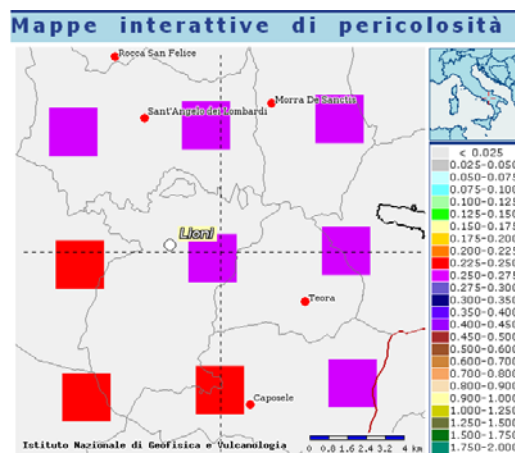 Mappe interattive di pericolosità
Rocca San Felice
Sant'Angelo dei Lombardi
Morra De Sanctis
Lioni
Teora
Caposele
Istituto Nazionale di Geofisica e Vulcanologia
0 0.8 1.6 2.4 3.2 4 km
< 0.025
0.025-0.050
0.050-0.075
0.075-0.100
0.100-0.125
0.125-0.150
0.150-0.175
0.175-0.200
0.200-0.225
0.225-0.250
0.250-0.275
0.275-0.300
0.300-0.350
0.350-0.400
0.400-0.450
0.450-0.500
0.500-0.600
0.600-0.700
0.700-0.800
0.800-0.900
0.900-1.000
1.000-1.250
1.250-1.500
1.500-1.750
1.750-2.000